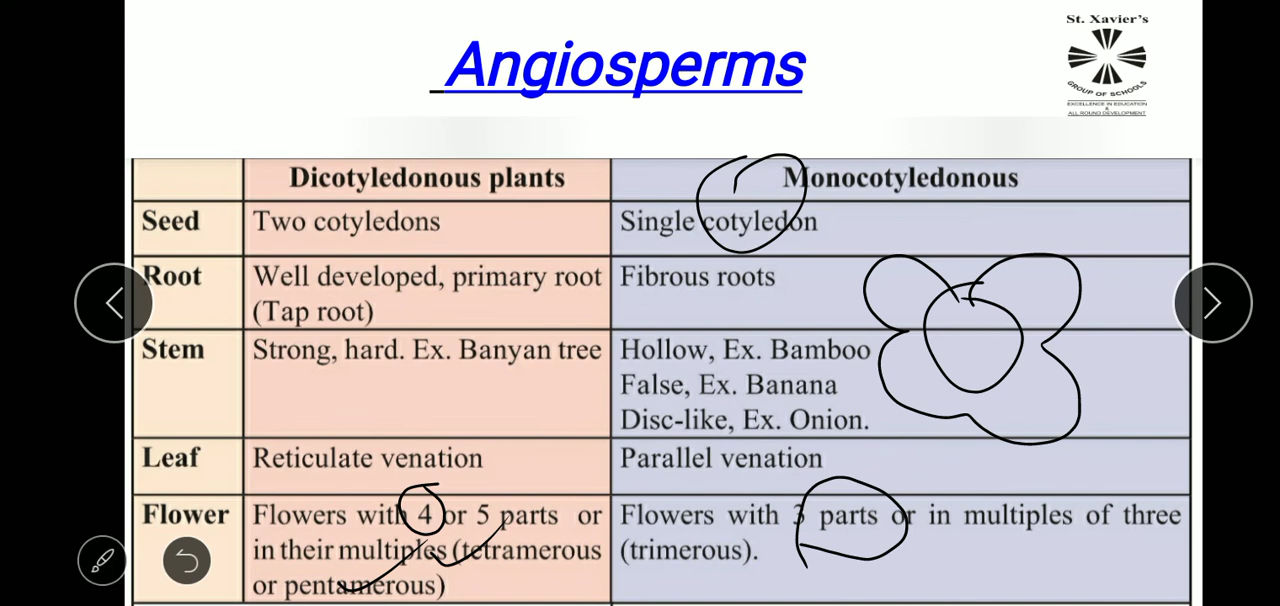 St. Xavier's
GROUP OF SCHOOLS
EXCELLENCE IN EDUCATION
&
ALL ROUND DEVELOPMENT
Angiosperms
Dicotyledonous plants Monocotyledonous
Seed Two cotyledons Single cotyledon
Root Well developed, primary root Fibrous roots
(Tap root)
Stem Strong, hard. Ex. Banyan tree Hollow, Ex. Bamboo
False, Ex. Banana
Disc-like, Ex. Onion.
Leaf Reticulate venation Parallel venation
Flower Flowers with 4 or 5 parts or Flowers with 3 parts or in multiples of three
in their multiples (tetramerous (trimerous).
or pentamerous)